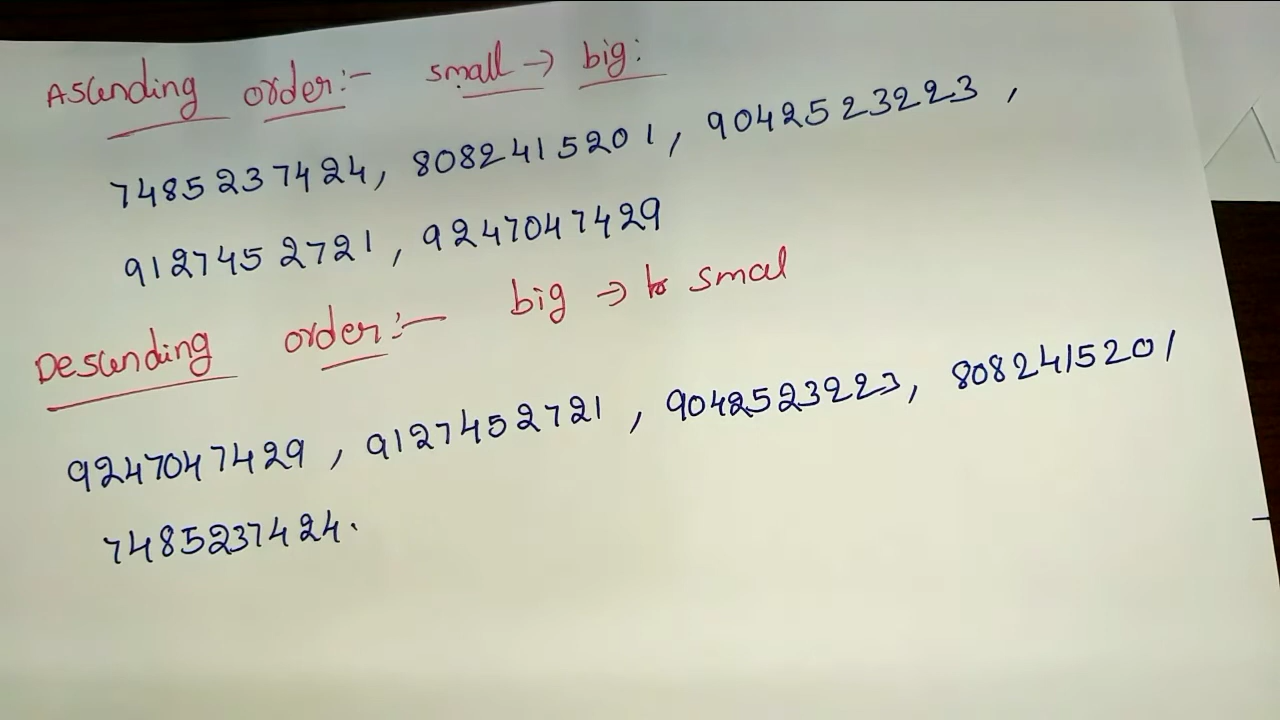 Ascending order:- small → big:
7485237424, 8082415201, 9042523223,
9127452721, 9247047429
Descending order:- big → to smal
9247047429, 9127452721, 9042523223, 8082415201
7485237424.